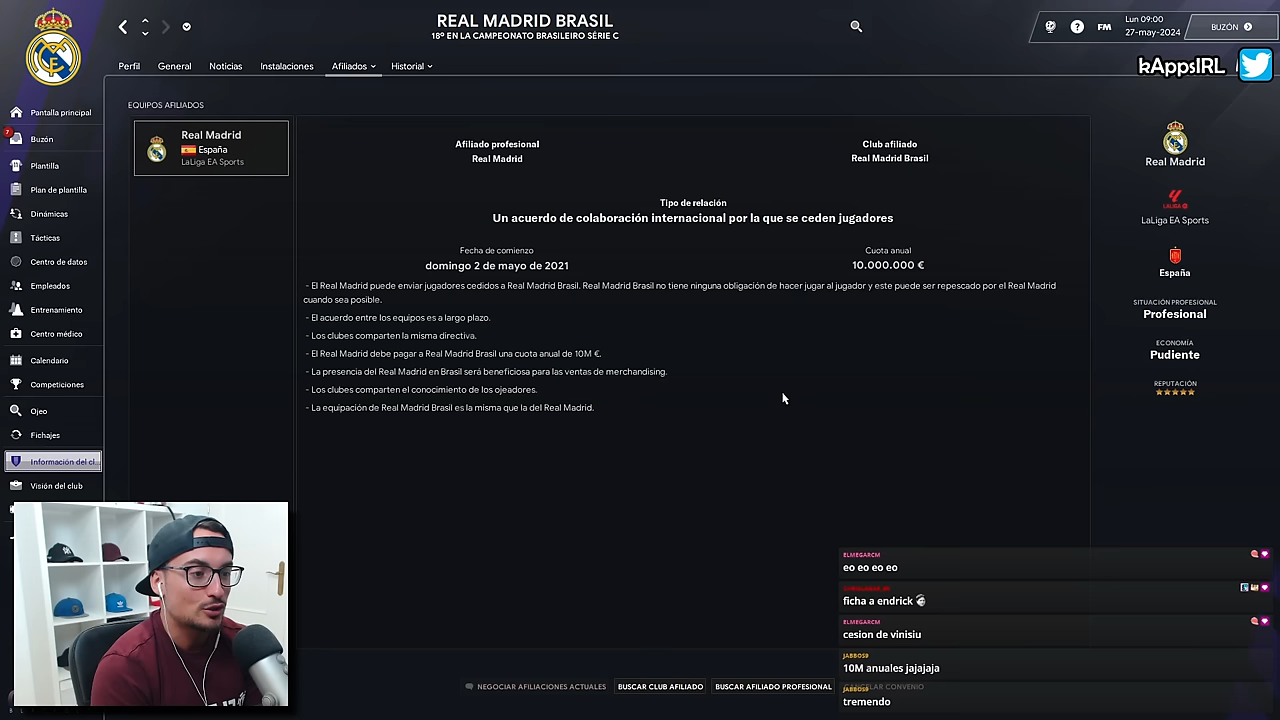 REAL MADRID BRASIL
18º EN LA CAMPEONATO BRASILEIRO SÉRIE C
FM
Lun 09:00
27-may-2024
BUZÓN
kAppsIRL
Perfil
General
Noticias
Instalaciones
Afiliados
Historial
Pantalla principal
7
Buzón
Plantilla
Plan de plantilla
Dinámicas
Tácticas
Centro de datos
Empleados
Entrenamiento
Centro médico
Calendario
Competiciones
Ojeo
Fichajes
Información del cl...
Visión del club
EQUIPOS AFILIADOS
Real Madrid
España
LaLiga EA Sports
Afiliado profesional
Real Madrid
Club afiliado
Real Madrid Brasil
Tipo de relación
Un acuerdo de colaboración internacional por la que se ceden jugadores
Fecha de comienzo
domingo 2 de mayo de 2021
Cuota anual
10.000.000 €
- El Real Madrid puede enviar jugadores cedidos a Real Madrid Brasil. Real Madrid Brasil no tiene ninguna obligación de hacer jugar al jugador y este puede ser repescado por el Real Madrid
cuando sea posible.
- El acuerdo entre los equipos es a largo plazo.
- Los clubes comparten la misma directiva.
- El Real Madrid debe pagar a Real Madrid Brasil una cuota anual de 10M €.
- La presencia del Real Madrid en Brasil será beneficiosa para las ventas de merchandising.
- Los clubes comparten el conocimiento de los ojeadores.
- La equipación de Real Madrid Brasil es la misma que la del Real Madrid.
Real Madrid
LALIGA
LaLiga EA Sports
España
SITUACIÓN PROFESIONAL
Profesional
ECONOMÍA
Pudiente
REPUTACIÓN
ELMEGARCM
eo eo eo eo
ficha a endrick
ELMEGARCM
cesion de vinisiu
JABBOS9
10M anuales jajajaja
JABBOS9
tremendo
NEGOCIAR AFILIACIONES ACTUALES
BUSCAR CLUB AFILIADO
BUSCAR AFILIADO PROFESIONAL
CANCELAR CONVENIO